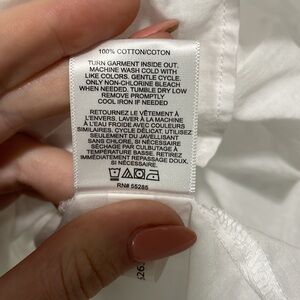 100% COTTON/COTON
TURN GARMENT INSIDE OUT.
MACHINE WASH COLD WITH
LIKE COLORS, GENTLE CYCLE.
ONLY NON-CHLORINE BLEACH
WHEN NEEDED. TUMBLE DRY LOW
REMOVE PROMPTLY
COOL IRON IF NEEDED
RETOURNEZ LE VÊTEMENT À
L'ENVERS, LAVER À LA MACHINE
À L'EAU FROIDE AVEC COULEURS
SIMILAIRES, CYCLE DÉLICAT. UTILISEZ
SEULEMENT DU JAVELLISANT
SANS CHLORE, SI NÉCESSAIRE
SÉCHAGE PAR CULBUTAGE À
TEMPÉRATURE BASSE, RETIREZ
IMMÉDIATEMENT REPASSAGE DOUX,
SI NÉCESSAIRE.
RN# 55285